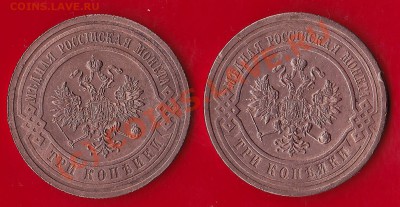 COINS.LAVE.RU
МѢДНАЯ РОССІЙСКАЯ МОНЕТА
ТРИ КОПѢЙКИ
МѢДНАЯ РОССІЙСКАЯ МОНЕТА
ТРИ КОПѢЙКИ